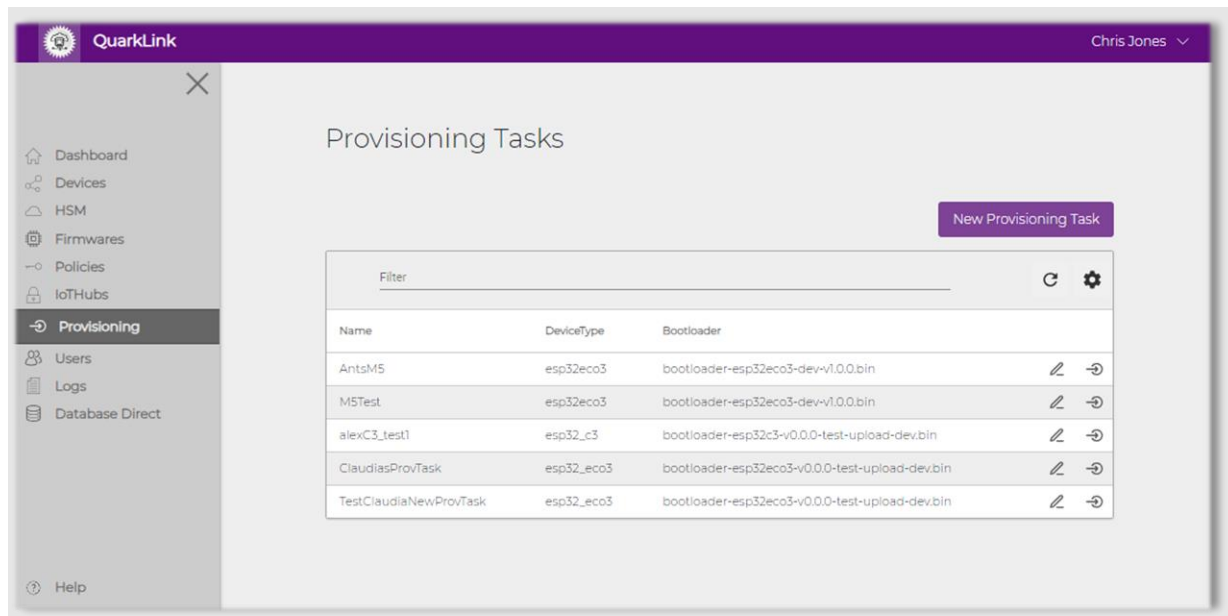 QuarkLink
Chris Jones
Dashboard
Devices
HSM
Firmwares
Policies
IoTHubs
Provisioning
Users
Logs
Database Direct
Help
Provisioning Tasks
New Provisioning Task
Filter
Name DeviceType Bootloader
AntsM5 esp32eco3 bootloader-esp32eco3-dev-v1.0.0.bin
M5Test esp32eco3 bootloader-esp32eco3-dev-v1.0.0.bin
alexC3_test1 esp32_c3 bootloader-esp32c3-v0.0.0-test-upload-dev.bin
ClaudiasProvTask esp32_eco3 bootloader-esp32eco3-v0.0.0-test-upload-dev.bin
TestClaudiaNewProvTask esp32_eco3 bootloader-esp32eco3-v0.0.0-test-upload-dev.bin